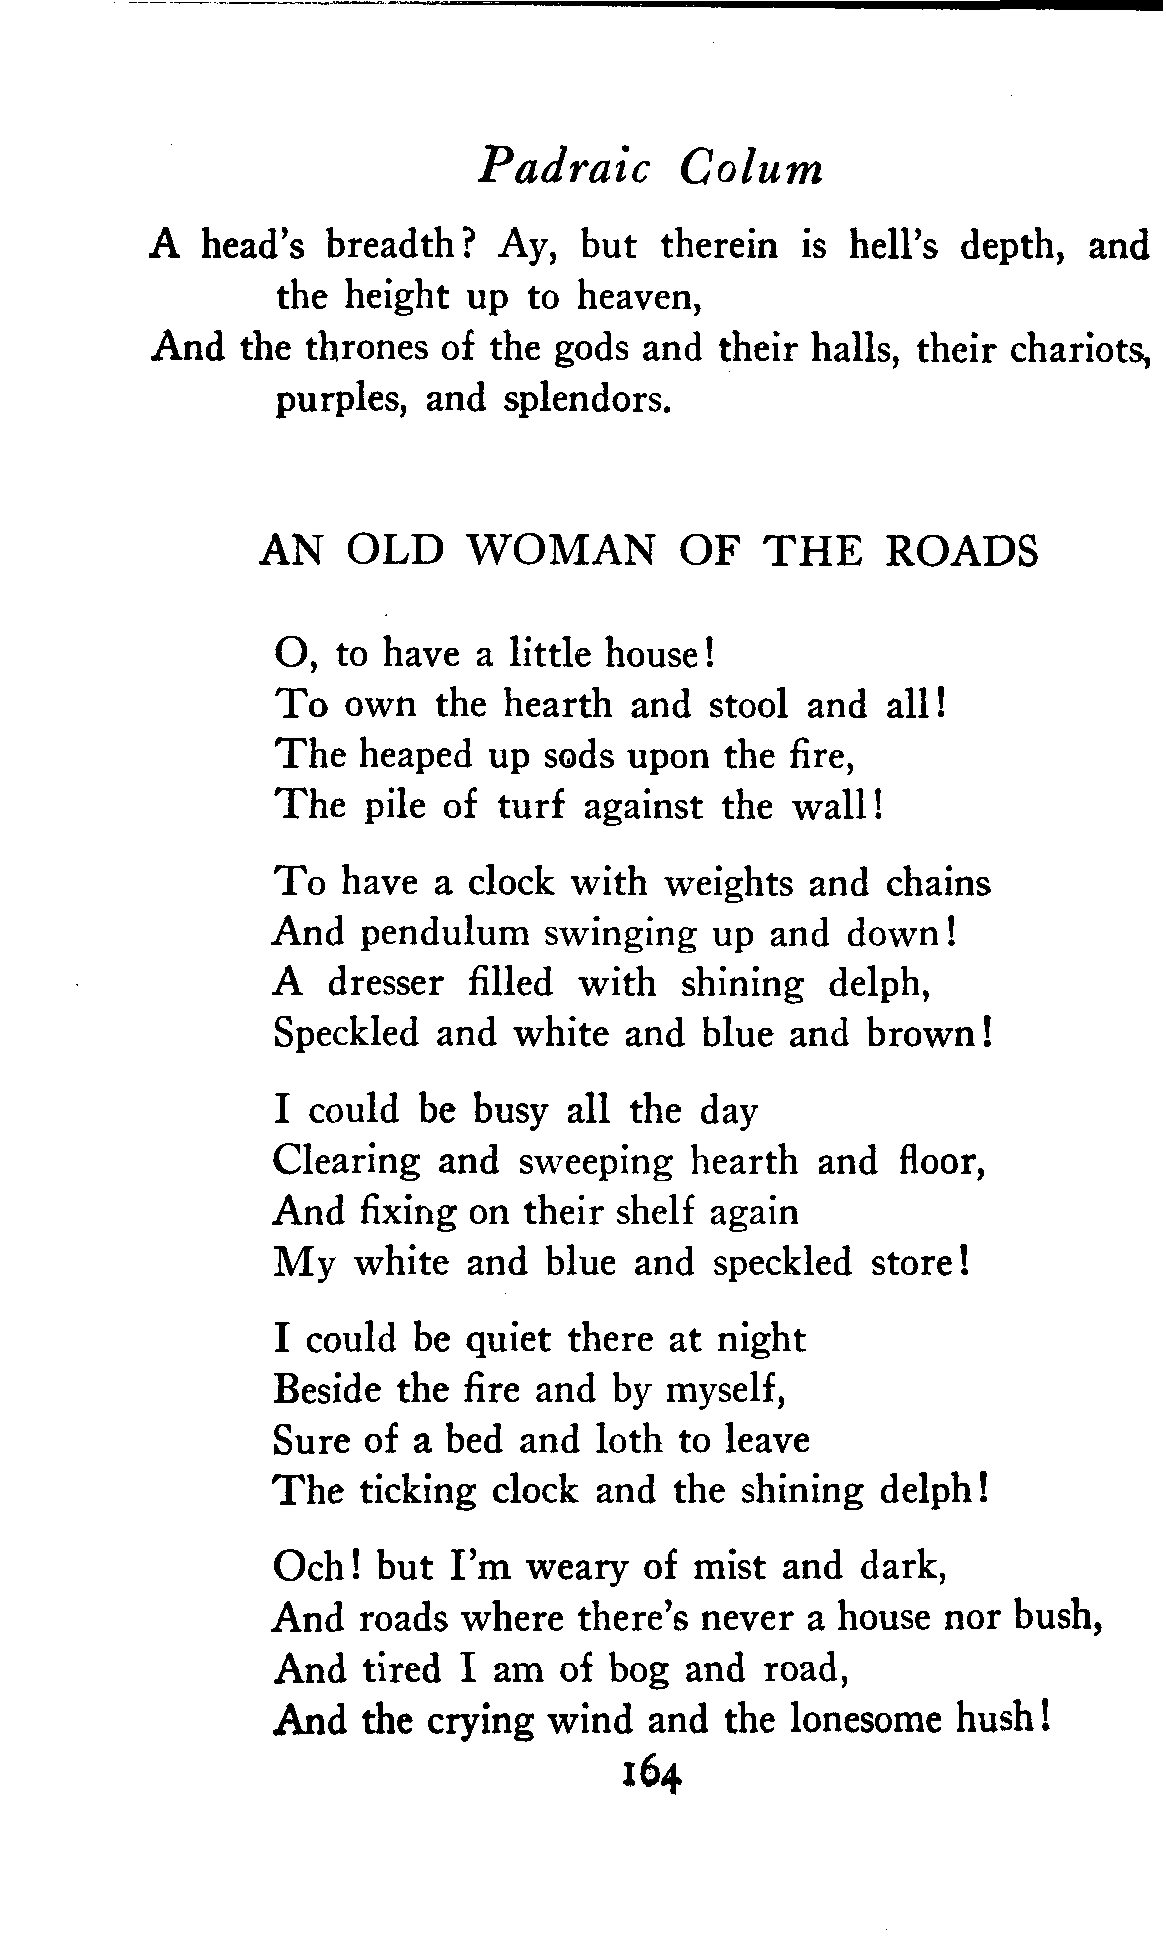 Padraic Colum
A head's breadth? Ay, but therein is hell's depth, and
the height up to heaven,
And the thrones of the gods and their halls, their chariots,
purples, and splendors.
AN OLD WOMAN OF THE ROADS
O, to have a little house!
To own the hearth and stool and all!
The heaped up sods upon the fire,
The pile of turf against the wall!
To have a clock with weights and chains
And pendulum swinging up and down!
A dresser filled with shining delph,
Speckled and white and blue and brown!
I could be busy all the day
Clearing and sweeping hearth and floor,
And fixing on their shelf again
My white and blue and speckled store!
I could be quiet there at night
Beside the fire and by myself,
Sure of a bed and loth to leave
The ticking clock and the shining delph!
Och! but I'm weary of mist and dark,
And roads where there's never a house nor bush,
And tired I am of bog and road,
And the crying wind and the lonesome hush!
164